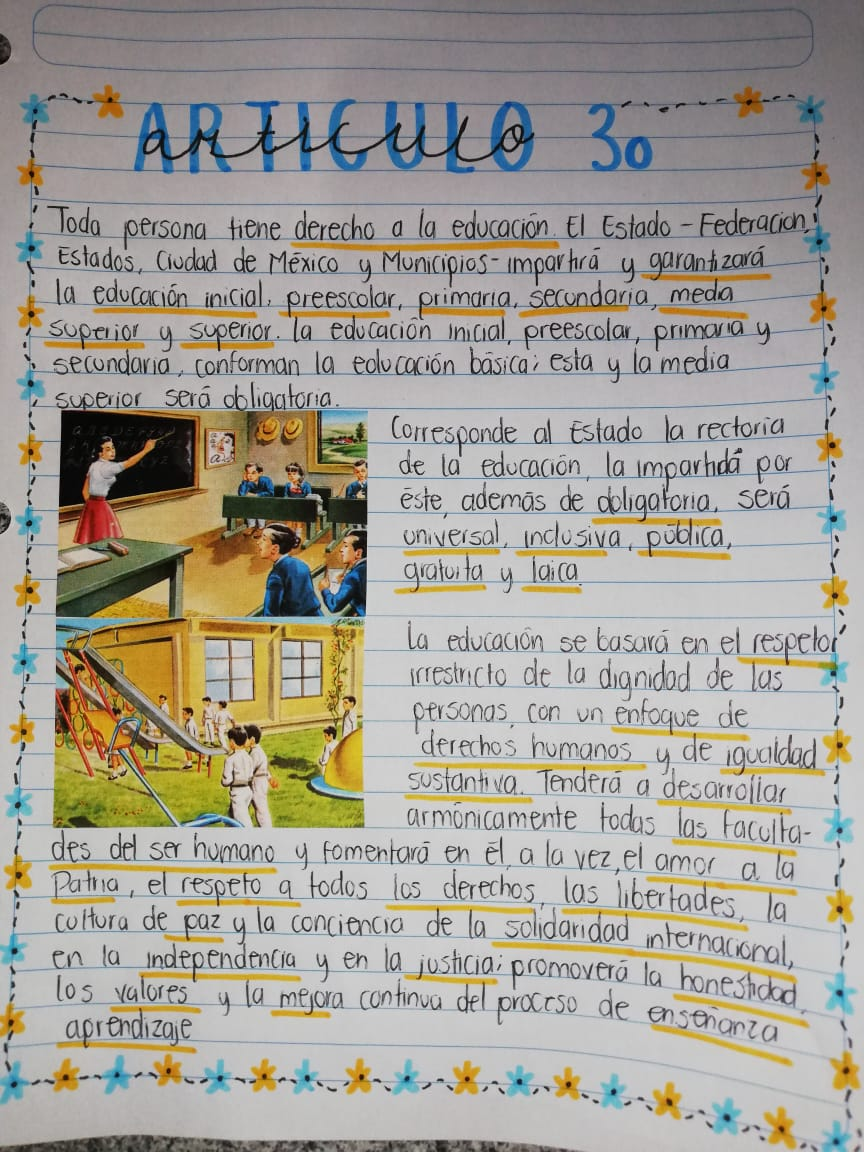 ARTICULO 3o
articulo
Toda persona tiene derecho a la educación. El Estado - Federación,
Estados, Ciudad de México y Municipios - impartirá y garantizará
la educación inicial, preescolar, primaria, secundaria, meda
superior y superior. la educación inicial, preescolar, primaria y
secundaria, conforman la educación básica; esta y la media
superior será obligatoria.
Corresponde al Estado la rectoria
de la educación, la impartida por
éste, además de obligatoria, será
universal, inclusiva, pública,
gratuita y laica.
la educación se basará en el respeto
irrestricto de la dignidad de las
personas, con un enfoque de
derechos humanos y de igualdad
sustantiva. Tenderá a desarrollar
armónicamente todas las faculta-
des del ser humano y fomentará en él, a la vez, el amor a la
Patria, el respeto a todos los derechos, las libertades, la
cultura de paz y la conciencia de la solidaridad internacional,
en la independencia y en la justicia; promoverá la honestidad,
los valores y la mejora continua del proceso de enseñanza
aprendizaje